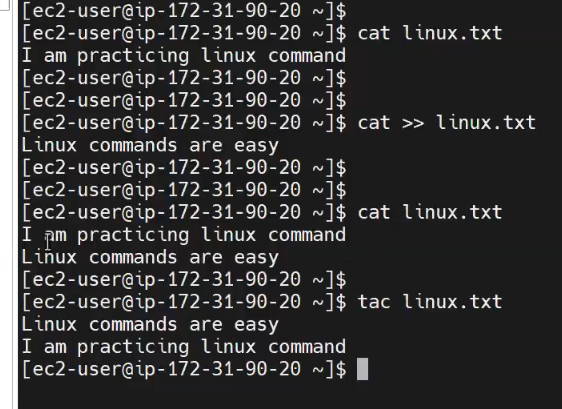 [ec2-user@ip-172-31-90-20 ~]$
[ec2-user@ip-172-31-90-20 ~]$ cat linux.txt
I am practicing linux command
[ec2-user@ip-172-31-90-20 ~]$
[ec2-user@ip-172-31-90-20 ~]$
[ec2-user@ip-172-31-90-20 ~]$ cat >> linux.txt
Linux commands are easy
[ec2-user@ip-172-31-90-20 ~]$
[ec2-user@ip-172-31-90-20 ~]$
[ec2-user@ip-172-31-90-20 ~]$ cat linux.txt
I am practicing linux command
Linux commands are easy
[ec2-user@ip-172-31-90-20 ~]$
[ec2-user@ip-172-31-90-20 ~]$ tac linux.txt
Linux commands are easy
I am practicing linux command
[ec2-user@ip-172-31-90-20 ~]$